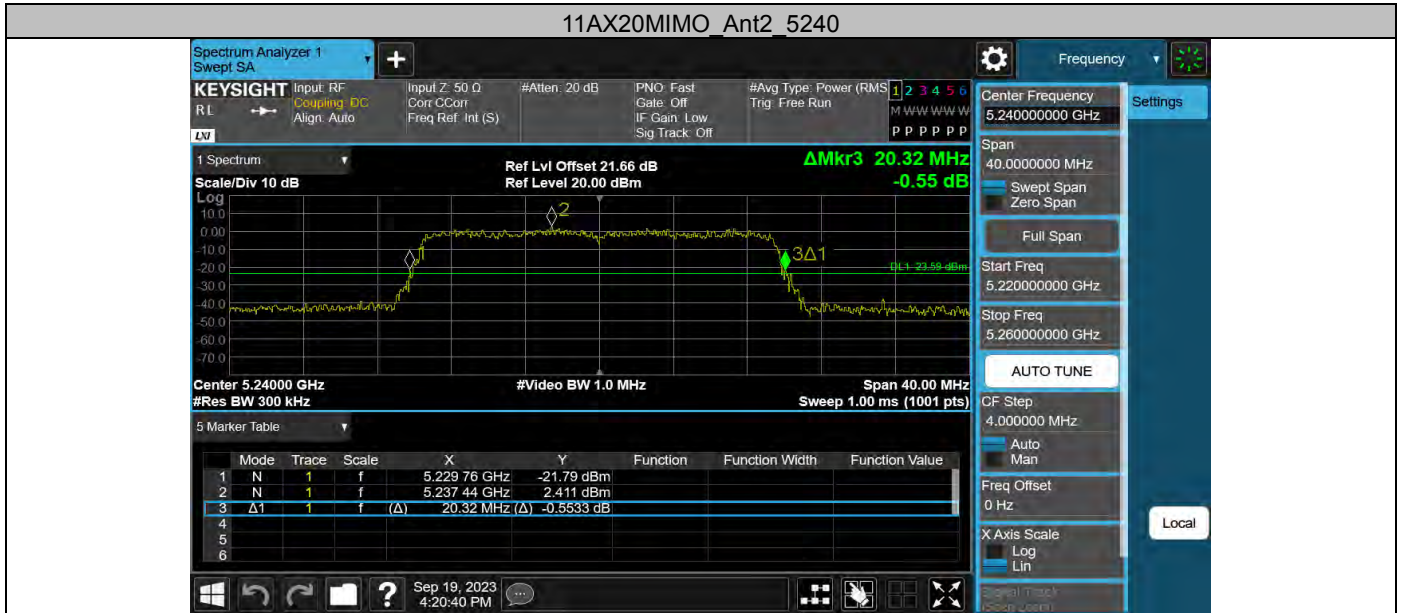 11AX20MIMO_Ant2_5240
Spectrum Analyzer 1
Swept SA
+
Frequency
KEYSIGHT
RL
LXI
Input: RF
Coupling: DC
Align: Auto
Input Z: 50 Ω
Corr CCorr
Freq Ref: Int (S)
#Atten: 20 dB
PNO: Fast
Gate: Off
IF Gain: Low
Sig Track: Off
#Avg Type: Power (RMS
Trig: Free Run
1 2 3 4 5 6
M W W W W W
P P P P P P
1 Spectrum
Scale/Div 10 dB
Ref Lvl Offset 21.66 dB
Ref Level 20.00 dBm
ΔMkr3 20.32 MHz
-0.55 dB
Log
10.0
0.00
-10.0
-20.0
-30.0
-40.0
-50.0
-60.0
-70.0
2
3Δ1
DL1 -23.59 dBm
Center 5.24000 GHz
#Video BW 1.0 MHz
Span 40.00 MHz
#Res BW 300 kHz
Sweep 1.00 ms (1001 pts)
5 Marker Table
Mode Trace Scale X Y Function Function Width Function Value
1 N 1 f 5.229 76 GHz -21.79 dBm
2 N 1 f 5.237 44 GHz 2.411 dBm
3 Δ1 1 f (Δ) 20.32 MHz (Δ) -0.5533 dB
4
5
6
?
Sep 19, 2023
4:20:40 PM
Center Frequency
5.240000000 GHz
Settings
Span
40.0000000 MHz
Swept Span
Zero Span
Full Span
Start Freq
5.220000000 GHz
Stop Freq
5.260000000 GHz
AUTO TUNE
CF Step
4.000000 MHz
Auto
Man
Freq Offset
0 Hz
Local
X Axis Scale
Log
Lin
Signal Track
(Span Zoom)